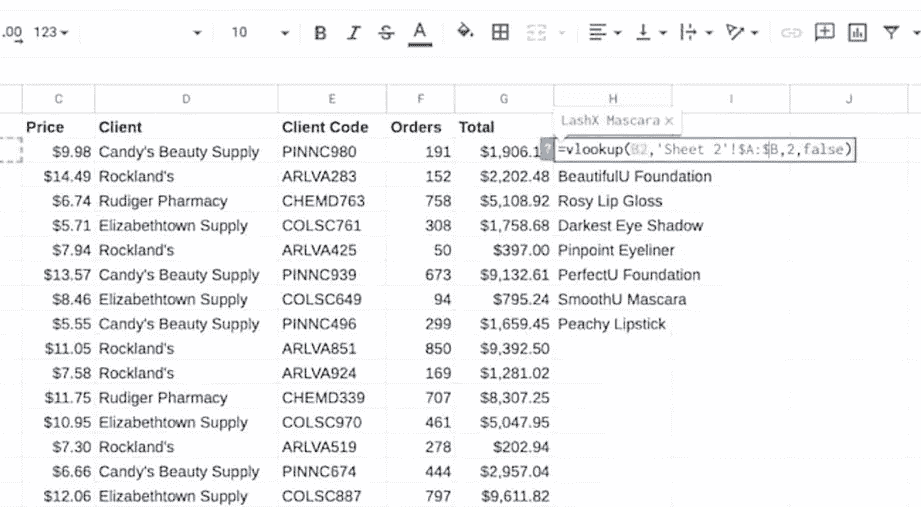 .00 123 10 B I S A
C D E F G H I J
LashX Mascara ×
Price Client Client Code Orders Total
$9.98 Candy's Beauty Supply PINNC980 191 $1,906.1 ? =vlookup(B2,'Sheet 2'!$A:$B,2,false)
$14.49 Rockland's ARLVA283 152 $2,202.48 BeautifulU Foundation
$6.74 Rudiger Pharmacy CHEMD763 758 $5,108.92 Rosy Lip Gloss
$5.71 Elizabethtown Supply COLSC761 308 $1,758.68 Darkest Eye Shadow
$7.94 Rockland's ARLVA425 50 $397.00 Pinpoint Eyeliner
$13.57 Candy's Beauty Supply PINNC939 673 $9,132.61 PerfectU Foundation
$8.46 Elizabethtown Supply COLSC649 94 $795.24 SmoothU Mascara
$5.55 Candy's Beauty Supply PINNC496 299 $1,659.45 Peachy Lipstick
$11.05 Rockland's ARLVA851 850 $9,392.50
$7.58 Rockland's ARLVA924 169 $1,281.02
$11.75 Rudiger Pharmacy CHEMD339 707 $8,307.25
$10.95 Elizabethtown Supply COLSC970 461 $5,047.95
$7.30 Rockland's ARLVA519 278 $202.94
$6.66 Candy's Beauty Supply PINNC674 444 $2,957.04
$12.06 Elizabethtown Supply COLSC887 797 $9,611.82